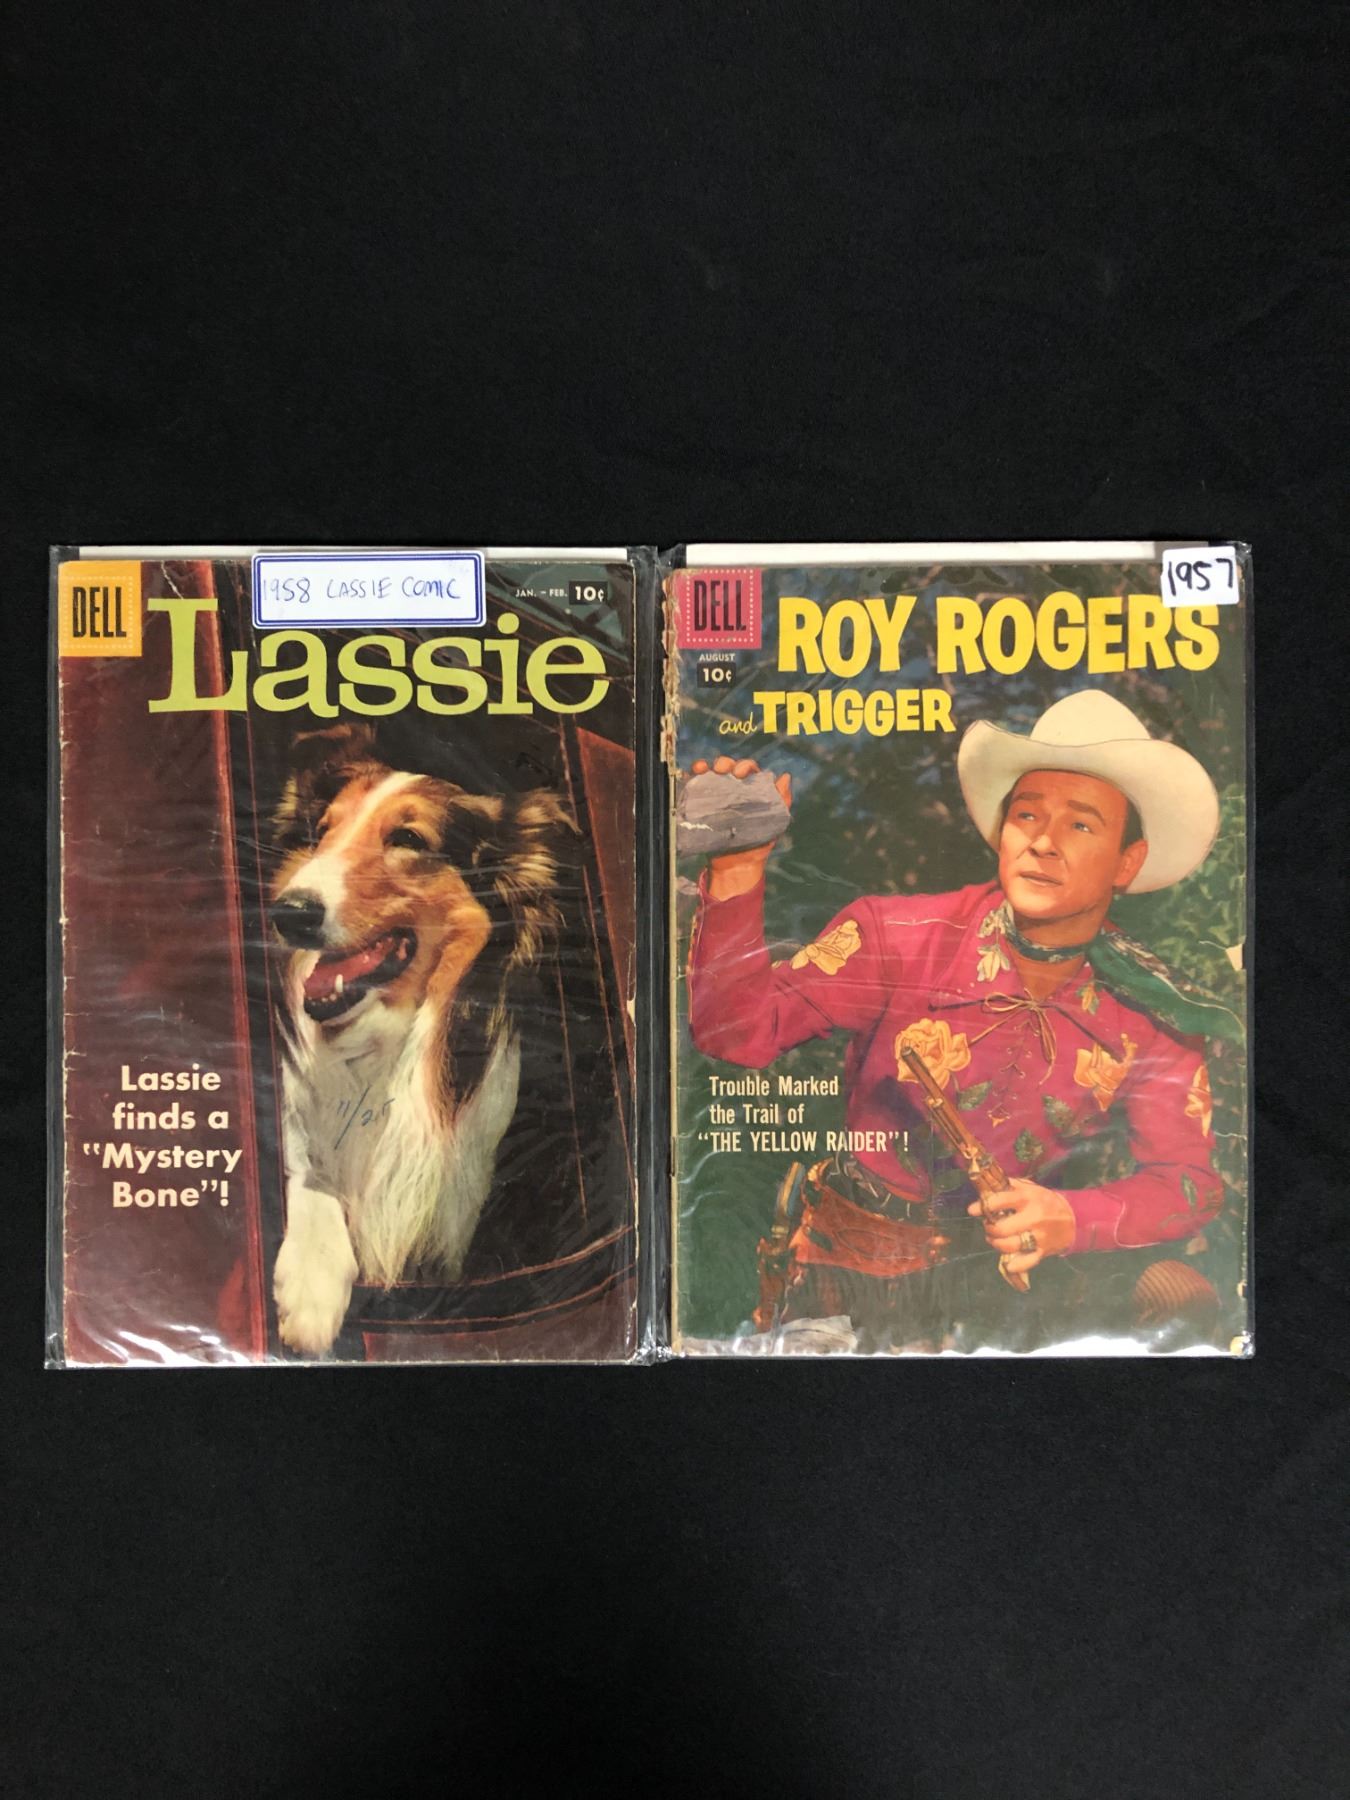 1958 LASSIE COMIC
DELL
JAN. - FEB. 10¢
Lassie
Lassie
finds a
"Mystery
Bone"!
1957
DELL
AUGUST
10¢
ROY ROGERS
and TRIGGER
Trouble Marked
the Trail of
"THE YELLOW RAIDER"!